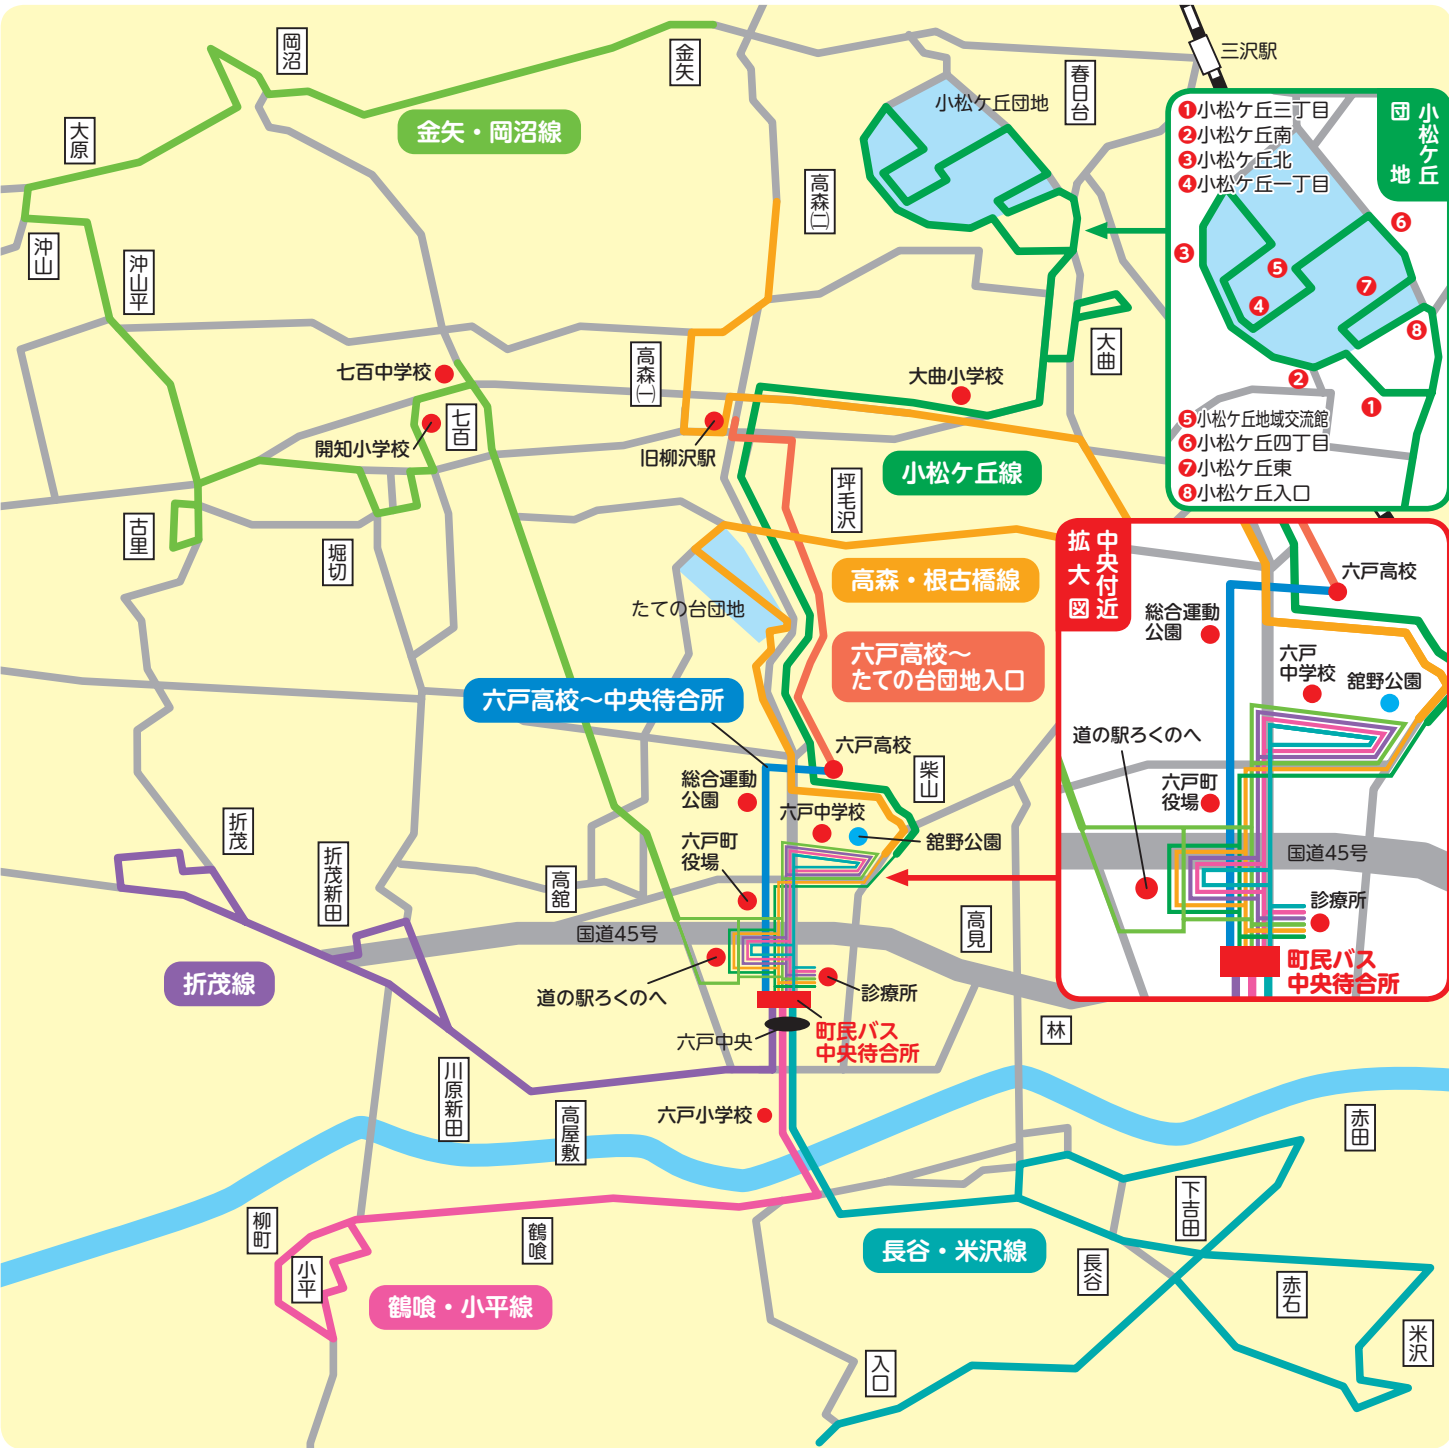 岡沼
金矢
三沢駅
春日台
小松ケ丘団地
金矢・岡沼線
大原
高森(二)
沖山
沖山平
小松ケ丘
団地
❶小松ケ丘三丁目
❷小松ケ丘南
❸小松ケ丘北
❹小松ケ丘一丁目
❻
❸
❺
❼
❹
❽
❷
❶
❺小松ケ丘地域交流館
❻小松ケ丘四丁目
❼小松ケ丘東
❽小松ケ丘入口
大曲
七百中学校
高森(一)
大曲小学校
七百
開知小学校
旧柳沢駅
小松ケ丘線
坪毛沢
古里
堀切
高森・根古橋線
たての台団地
六戸高校〜
たての台団地入口
六戸高校〜中央待合所
六戸高校
柴山
総合運動
公園
六戸中学校
舘野公園
六戸町
役場
折茂
折茂新田
高舘
高見
国道45号
折茂線
道の駅ろくのへ
診療所
六戸中央
町民バス
中央待合所
林
中央付近
拡大図
六戸高校
総合運動
公園
六戸
中学校
舘野公園
道の駅ろくのへ
六戸町
役場
国道45号
診療所
町民バス
中央待合所
川原新田
高屋敷
六戸小学校
赤田
柳町
鶴喰
小平
鶴喰・小平線
長谷・米沢線
下吉田
長谷
赤石
米沢
入口